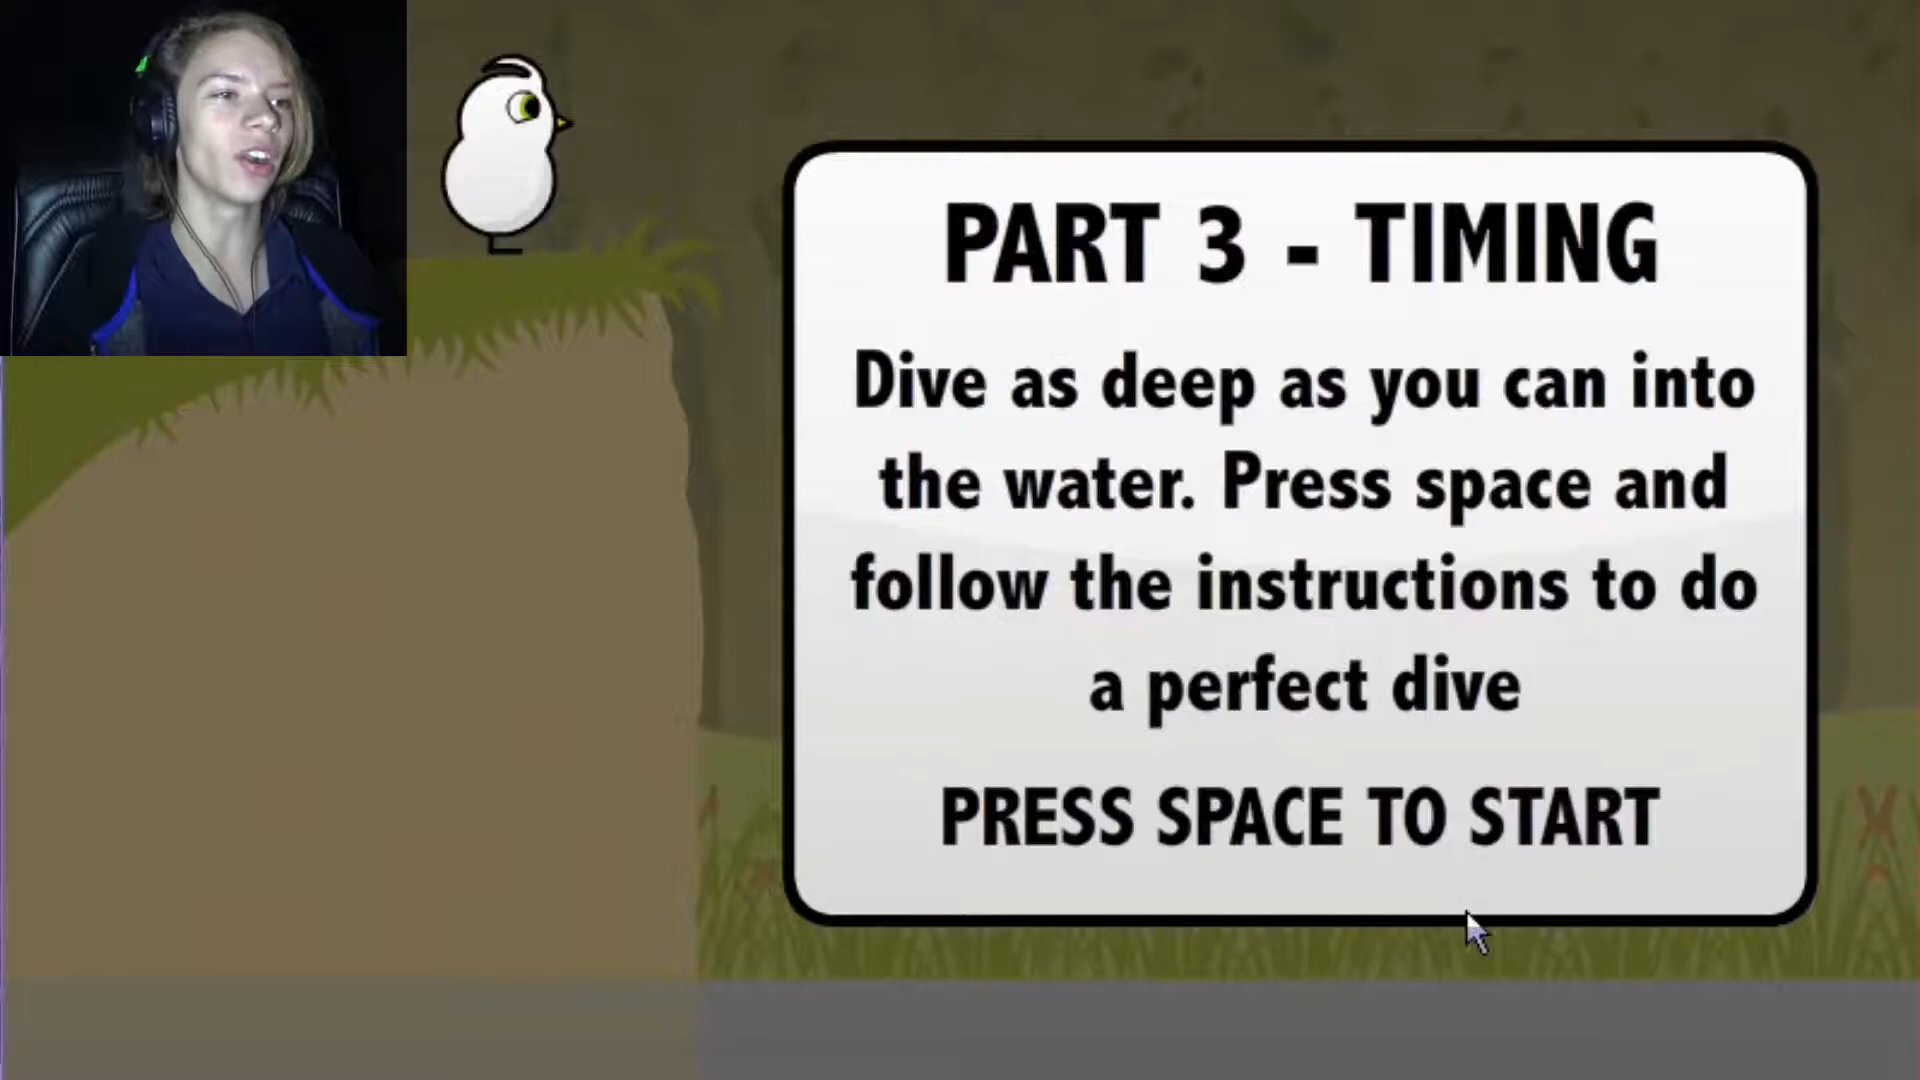 PART 3 - TIMING
Dive as deep as you can into
the water. Press space and
follow the instructions to do
a perfect dive
PRESS SPACE TO START